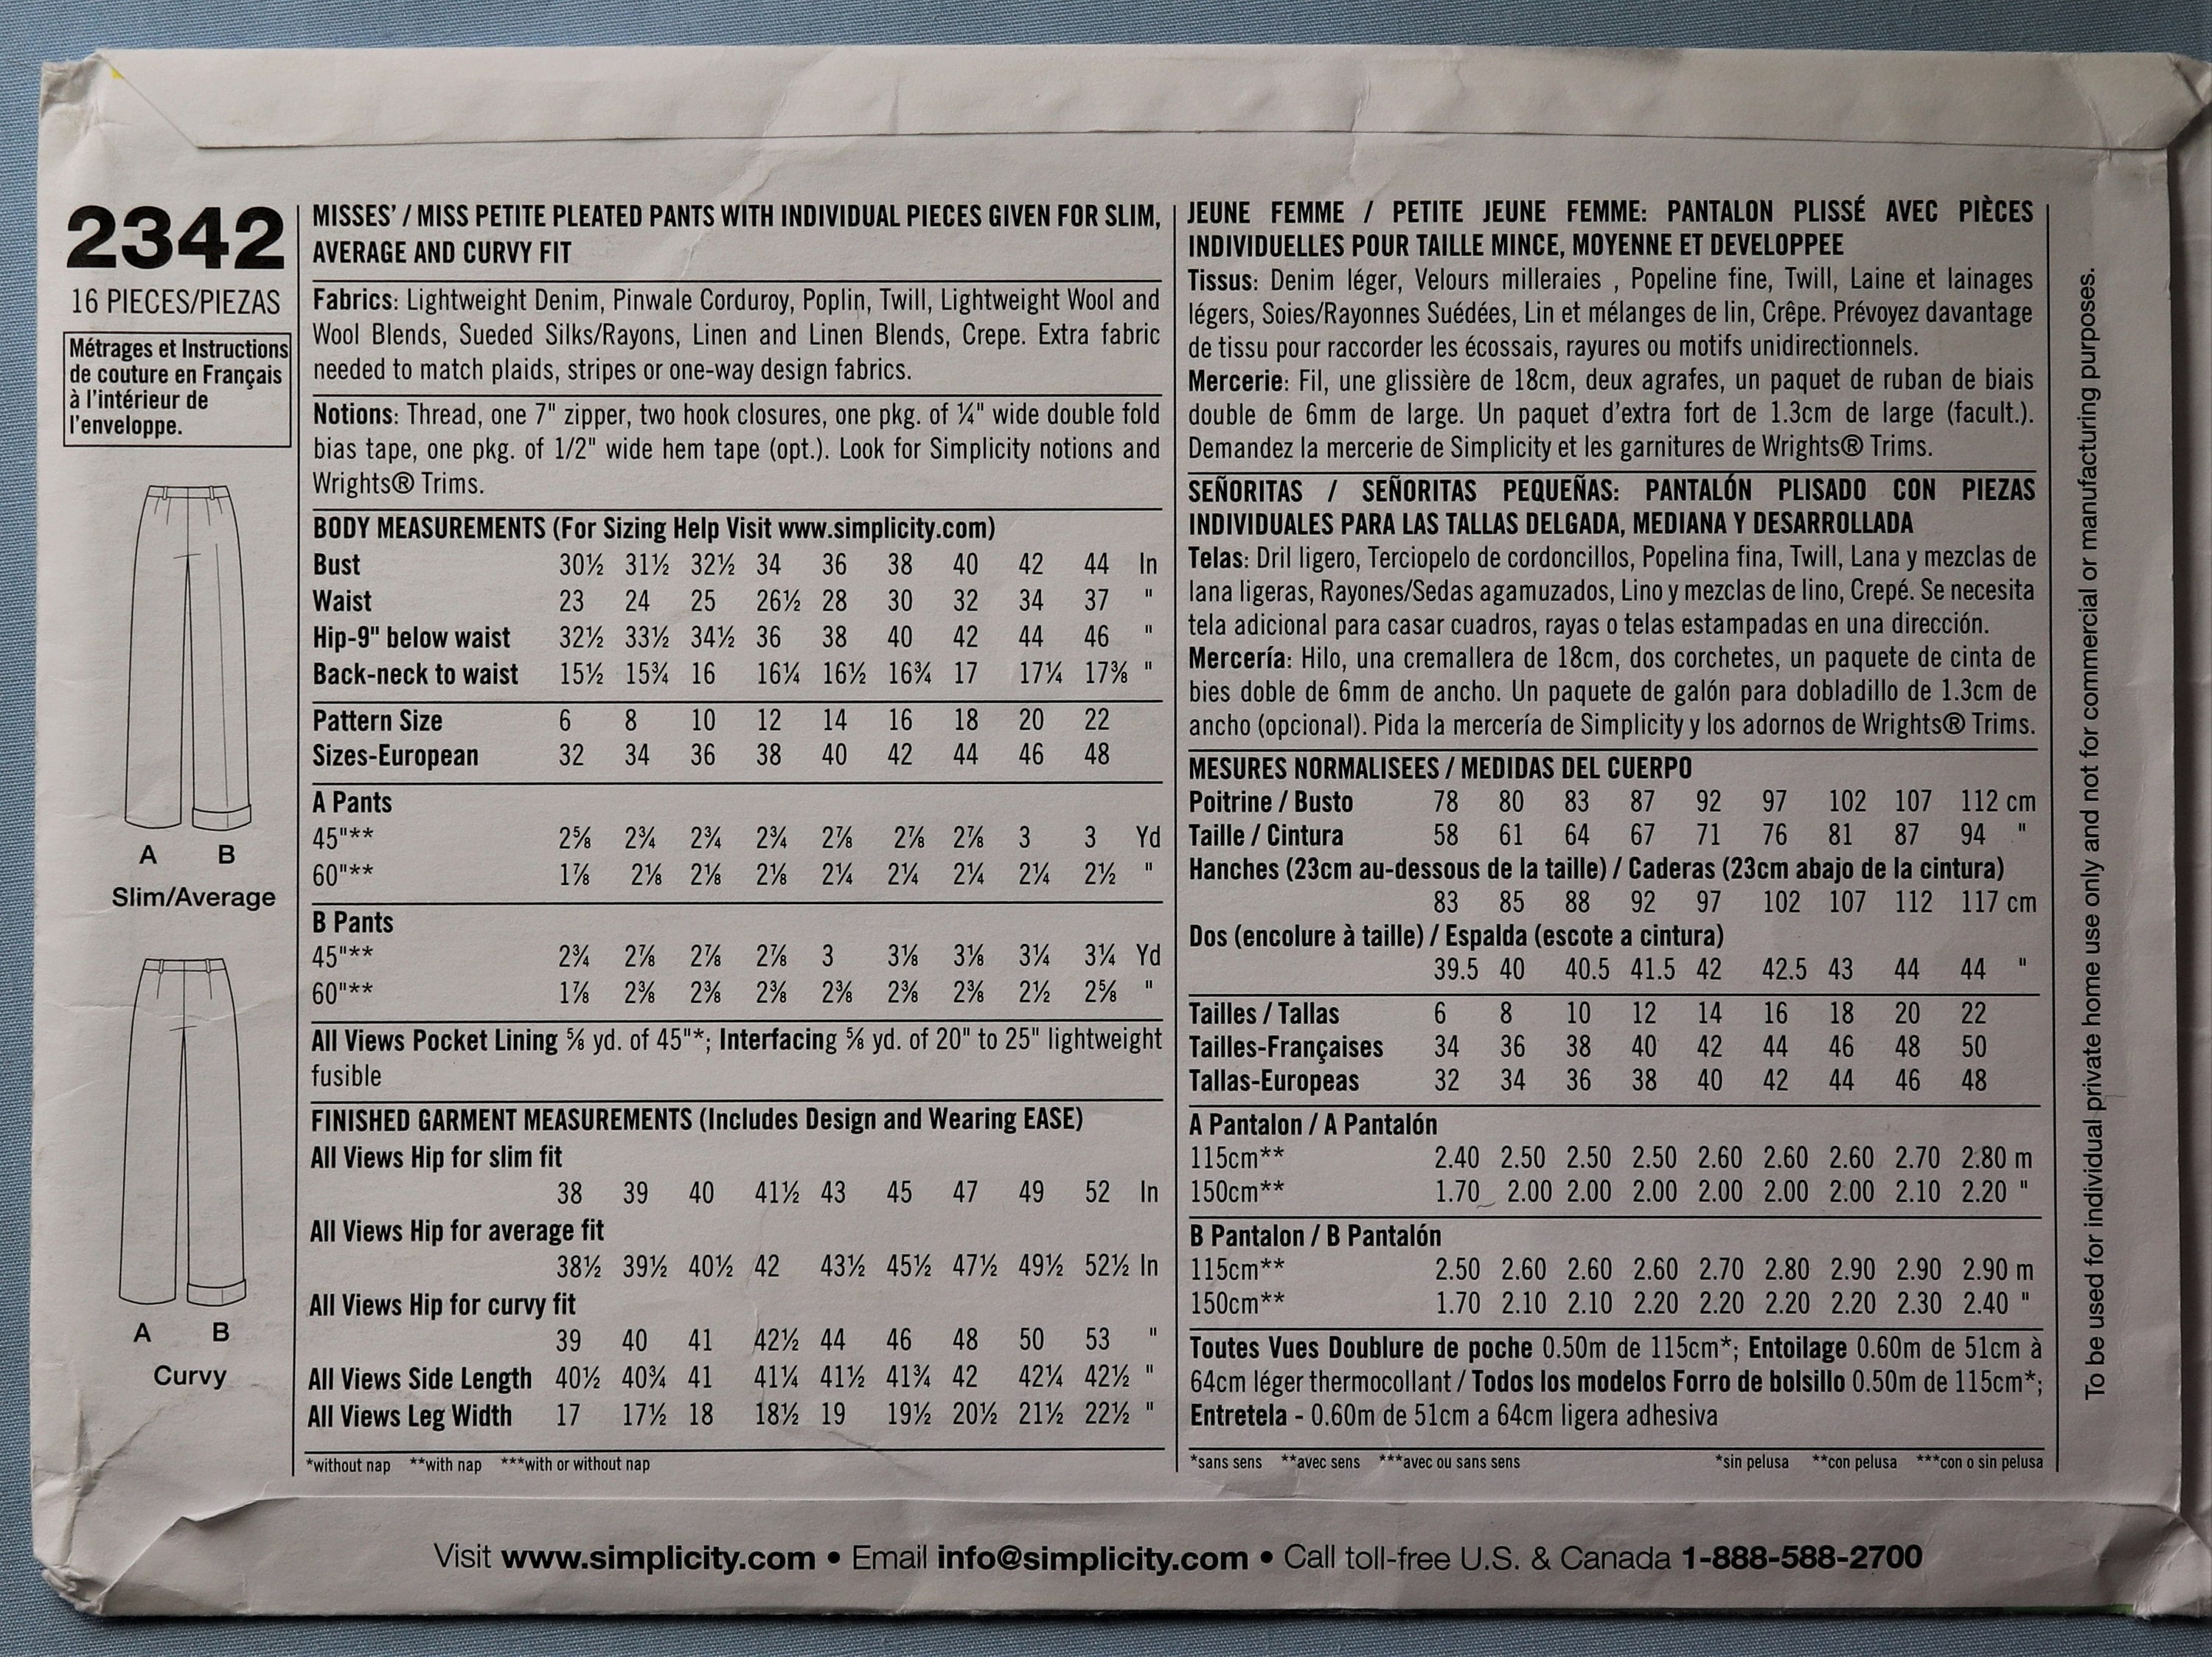 2342
16 PIECES/PIEZAS
Métrages et Instructions
de couture en Français
à l'intérieur de
l'enveloppe.
A B
Slim/Average
A B
Curvy
MISSES' / MISS PETITE PLEATED PANTS WITH INDIVIDUAL PIECES GIVEN FOR SLIM,
AVERAGE AND CURVY FIT
Fabrics: Lightweight Denim, Pinwale Corduroy, Poplin, Twill, Lightweight Wool and
Wool Blends, Sueded Silks/Rayons, Linen and Linen Blends, Crepe. Extra fabric
needed to match plaids, stripes or one-way design fabrics.
Notions: Thread, one 7" zipper, two hook closures, one pkg. of ¼" wide double fold
bias tape, one pkg. of 1/2" wide hem tape (opt.). Look for Simplicity notions and
Wrights® Trims.
BODY MEASUREMENTS (For Sizing Help Visit www.simplicity.com)
Bust 30½ 31½ 32½ 34 36 38 40 42 44 In
Waist 23 24 25 26½ 28 30 32 34 37 "
Hip-9" below waist 32½ 33½ 34½ 36 38 40 42 44 46 "
Back-neck to waist 15½ 15¾ 16 16¼ 16½ 16¾ 17 17¼ 17⅜ "
Pattern Size 6 8 10 12 14 16 18 20 22
Sizes-European 32 34 36 38 40 42 44 46 48
A Pants
45"** 2⅝ 2¾ 2¾ 2¾ 2⅞ 2⅞ 2⅞ 3 3 Yd
60"** 1⅞ 2⅛ 2⅛ 2⅛ 2¼ 2¼ 2¼ 2¼ 2½ "
B Pants
45"** 2¾ 2⅞ 2⅞ 2⅞ 3 3⅛ 3⅛ 3¼ 3¼ Yd
60"** 1⅞ 2⅜ 2⅜ 2⅜ 2⅜ 2⅜ 2⅜ 2½ 2⅝ "
All Views Pocket Lining ⅝ yd. of 45"*; Interfacing ⅝ yd. of 20" to 25" lightweight
fusible
FINISHED GARMENT MEASUREMENTS (Includes Design and Wearing EASE)
All Views Hip for slim fit
38 39 40 41½ 43 45 47 49 52 In
All Views Hip for average fit
38½ 39½ 40½ 42 43½ 45½ 47½ 49½ 52½ In
All Views Hip for curvy fit
39 40 41 42½ 44 46 48 50 53 "
All Views Side Length 40½ 40¾ 41 41¼ 41½ 41¾ 42 42¼ 42½ "
All Views Leg Width 17 17½ 18 18½ 19 19½ 20½ 21½ 22½ "
*without nap **with nap ***with or without nap
JEUNE FEMME / PETITE JEUNE FEMME: PANTALON PLISSÉ AVEC PIÈCES
INDIVIDUELLES POUR TAILLE MINCE, MOYENNE ET DEVELOPPEE
Tissus: Denim léger, Velours milleraies , Popeline fine, Twill, Laine et lainages
légers, Soies/Rayonnes Suédées, Lin et mélanges de lin, Crêpe. Prévoyez davantage
de tissu pour raccorder les écossais, rayures ou motifs unidirectionnels.
Mercerie: Fil, une glissière de 18cm, deux agrafes, un paquet de ruban de biais
double de 6mm de large. Un paquet d'extra fort de 1.3cm de large (facult.).
Demandez la mercerie de Simplicity et les garnitures de Wrights® Trims.
SEÑORITAS / SEÑORITAS PEQUEÑAS: PANTALÓN PLISADO CON PIEZAS
INDIVIDUALES PARA LAS TALLAS DELGADA, MEDIANA Y DESARROLLADA
Telas: Dril ligero, Terciopelo de cordoncillos, Popelina fina, Twill, Lana y mezclas de
lana ligeras, Rayones/Sedas agamuzados, Lino y mezclas de lino, Crepé. Se necesita
tela adicional para casar cuadros, rayas o telas estampadas en una dirección.
Mercería: Hilo, una cremallera de 18cm, dos corchetes, un paquete de cinta de
bies doble de 6mm de ancho. Un paquete de galón para dobladillo de 1.3cm de
ancho (opcional). Pida la mercería de Simplicity y los adornos de Wrights® Trims.
MESURES NORMALISEES / MEDIDAS DEL CUERPO
Poitrine / Busto 78 80 83 87 92 97 102 107 112 cm
Taille / Cintura 58 61 64 67 71 76 81 87 94 "
Hanches (23cm au-dessous de la taille) / Caderas (23cm abajo de la cintura)
83 85 88 92 97 102 107 112 117 cm
Dos (encolure à taille) / Espalda (escote a cintura)
39.5 40 40.5 41.5 42 42.5 43 44 44 "
Tailles / Tallas 6 8 10 12 14 16 18 20 22
Tailles-Françaises 34 36 38 40 42 44 46 48 50
Tallas-Europeas 32 34 36 38 40 42 44 46 48
A Pantalon / A Pantalón
115cm** 2.40 2.50 2.50 2.50 2.60 2.60 2.60 2.70 2.80 m
150cm** 1.70 2.00 2.00 2.00 2.00 2.00 2.00 2.10 2.20 "
B Pantalon / B Pantalón
115cm** 2.50 2.60 2.60 2.60 2.70 2.80 2.90 2.90 2.90 m
150cm** 1.70 2.10 2.10 2.20 2.20 2.20 2.20 2.30 2.40 "
Toutes Vues Doublure de poche 0.50m de 115cm*; Entoilage 0.60m de 51cm à
64cm léger thermocollant / Todos los modelos Forro de bolsillo 0.50m de 115cm*;
Entretela - 0.60m de 51cm a 64cm ligera adhesiva
*sans sens **avec sens ***avec ou sans sens *sin pelusa **con pelusa ***con o sin pelusa
To be used for individual private home use only and not for commercial or manufacturing purposes.
Visit www.simplicity.com • Email info@simplicity.com • Call toll-free U.S. & Canada 1-888-588-2700